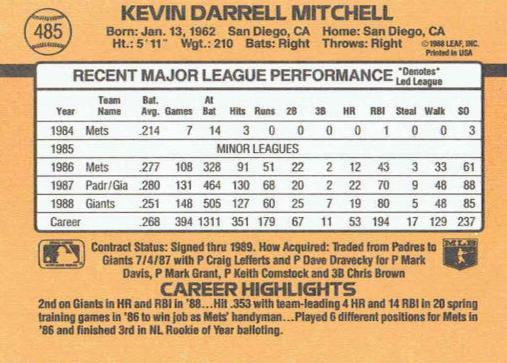 KEVIN DARRELL MITCHELL
485
Born: Jan. 13, 1962 San Diego, CA Home: San Diego, CA
Ht.: 5'11" Wgt.: 210 Bats: Right Throws: Right
©1988 LEAF, INC.
Printed in USA
RECENT MAJOR LEAGUE PERFORMANCE
"Denotes"
Led League
Year Team Name Bat. Avg. Games At Bat Hits Runs 2B 3B HR RBI Steal Walk SO
1984 Mets .214 7 14 3 0 0 0 0 1 0 0 3
1985 MINOR LEAGUES
1986 Mets .277 108 328 91 51 22 2 12 43 3 33 61
1987 Padr/Gia .280 131 464 130 68 20 2 22 70 9 48 88
1988 Giants .251 148 505 127 60 25 7 19 80 5 48 85
Career .268 394 1311 351 179 67 11 53 194 17 129 237
Contract Status: Signed thru 1989. How Acquired: Traded from Padres to
Giants 7/4/87 with P Craig Lefferts and P Dave Dravecky for P Mark
Davis, P Mark Grant, P Keith Comstock and 3B Chris Brown
MLB
CAREER HIGHLIGHTS
2nd on Giants in HR and RBI in '88...Hit .353 with team-leading 4 HR and 14 RBI in 20 spring
training games in '86 to win job as Mets' handyman...Played 6 different positions for Mets in
'86 and finished 3rd in NL Rookie of Year balloting.